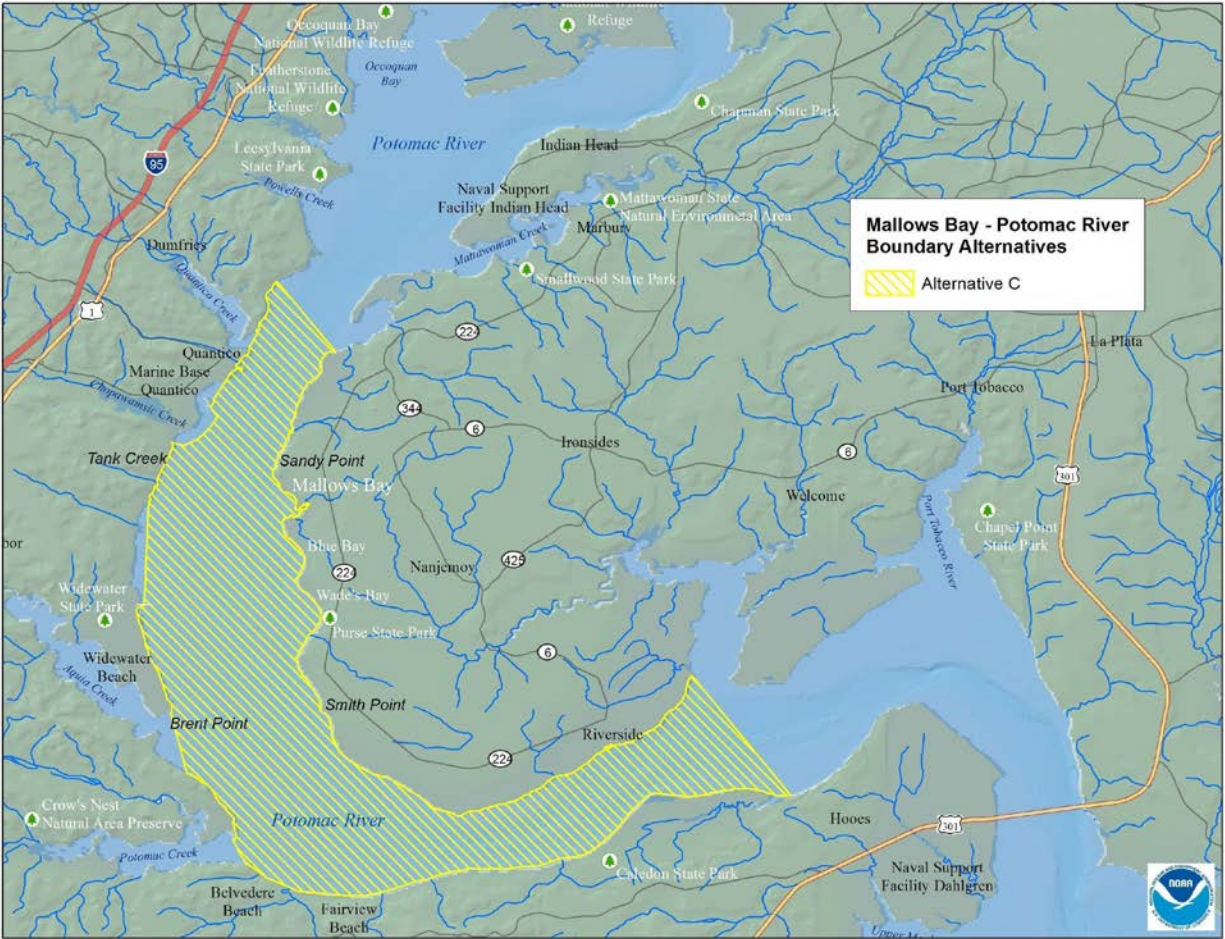 Refuge
Occoquan Bay
National Wildlife Refuge
Occoquan
Bay
Featherstone
National Wildlife
Refuge
Chapman State Park
Potomac River
Indian Head
95
Leesylvania
State Park
Powells Creek
Naval Support
Facility Indian Head
Mattawoman State
Natural Environmetal Area
Marbury
Mallows Bay - Potomac River
Boundary Alternatives
Alternative C
Dumfries
Mattawoman Creek
Smallwood State Park
Quantica Creek
1
224
La Plata
Quantico
Marine Base
Quantico
Port Tobacco
Chopawamsic Creek
344
6
Ironsides
6
Tank Creek
Sandy Point
301
Mallows Bay
Welcome
Port Tobacco River
Chapel Point
State Park
bor
Blue Bay
425
Nanjemoy
224
Widewater
State Park
Wade's Bay
Purse State Park
6
Widewater
Beach
Aquia Creek
Smith Point
Brent Point
Riverside
224
Crow's Nest
Natural Area Preserve
Potomac River
Hooes
301
Potomac Creek
Caledon State Park
Naval Support
Facility Dahlgren
Belvedere
Beach
Fairview
Beach
NOAA